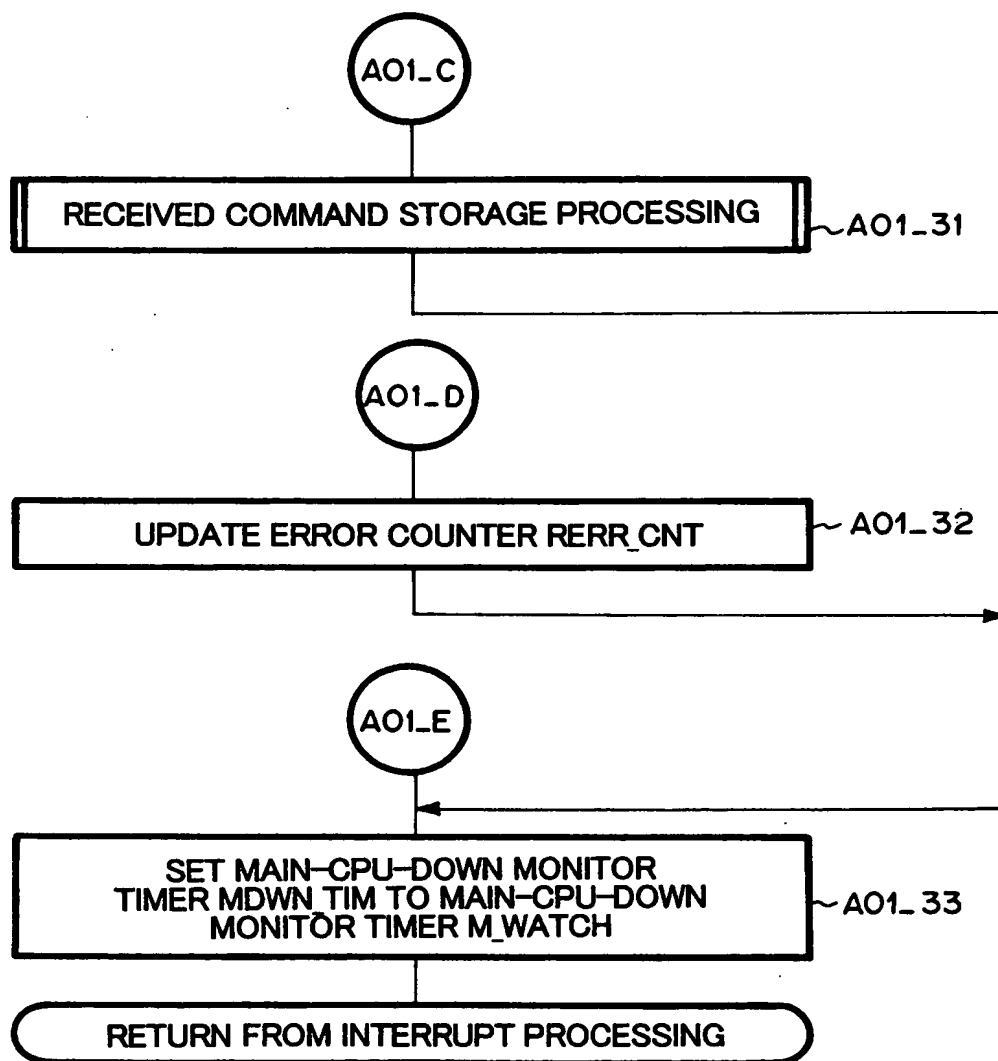 A01_C
RECEIVED COMMAND STORAGE PROCESSING
A01_31
A01_D
UPDATE ERROR COUNTER RERR_CNT
A01_32
A01_E
SET MAIN-CPU-DOWN MONITOR
TIMER MDWN_TIM TO MAIN-CPU-DOWN
MONITOR TIMER M_WATCH
A01_33
RETURN FROM INTERRUPT PROCESSING